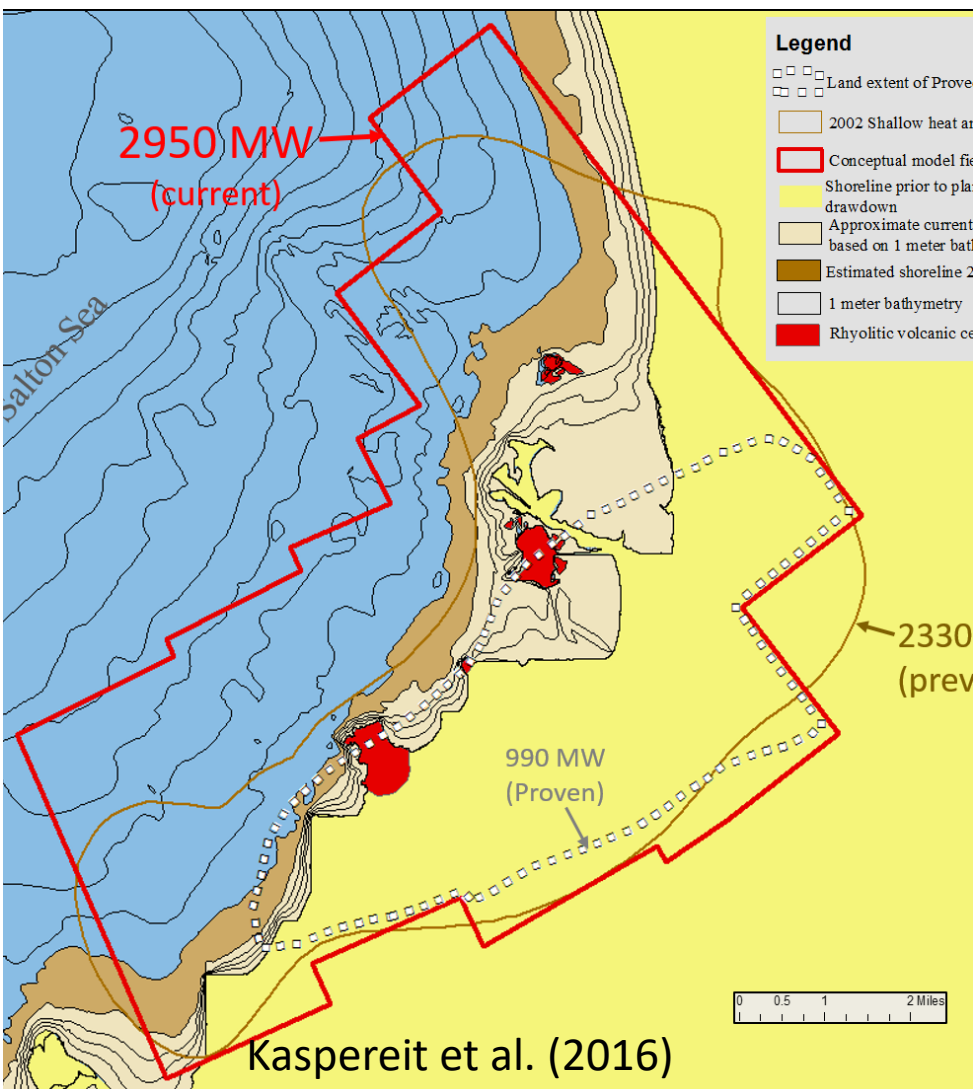 Legend
Land extent of Prove
2002 Shallow heat an
Conceptual model fie
Shoreline prior to pla
drawdown
Approximate current
based on 1 meter bat
Estimated shoreline 2
1 meter bathymetry
Rhyolitic volcanic ce
2950 MW
(current)
Salton Sea
2330
(prev
990 MW
(Proven)
0 0.5 1 2 Miles
Kaspereit et al. (2016)